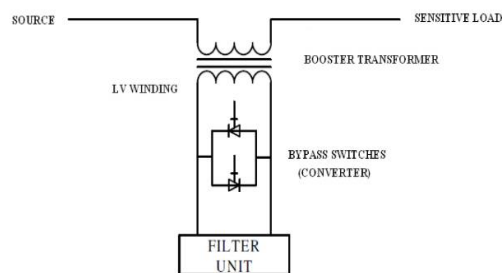 SOURCE
SENSITIVE LOAD
BOOSTER TRANSFORMER
LV WINDING
BYPASS SWITCHES
(CONVERTER)
FILTER
UNIT